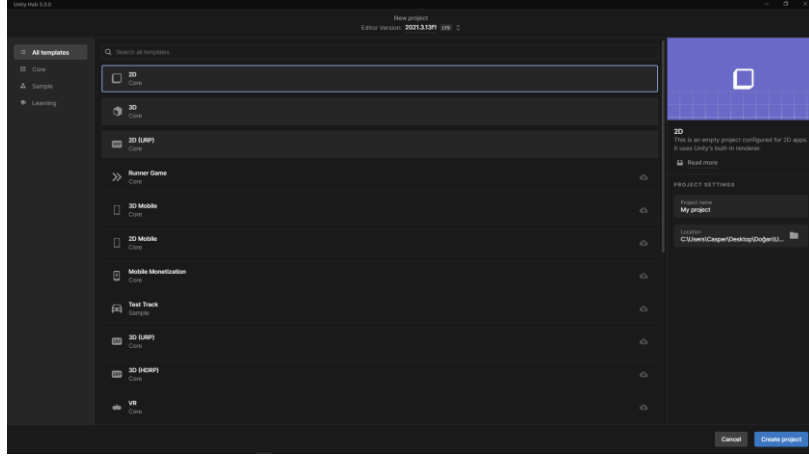 Unity Hub 3.3.0
New project
Editor Version: 2021.3.13f1 LTS
All templates
Core
Sample
Learning
Search all templates
2D
Core
3D
Core
2D (URP)
Core
Runner Game
Core
3D Mobile
Core
2D Mobile
Core
Mobile Monetization
Core
Test Track
Sample
3D (URP)
Core
3D (HDRP)
Core
VR
Core
2D
This is an empty project configured for 2D apps.
It uses Unity's built-in renderer.
Read more
PROJECT SETTINGS
Project name
My project
Location
C:\Users\Casper\Desktop\Doğan\U...
Cancel
Create project